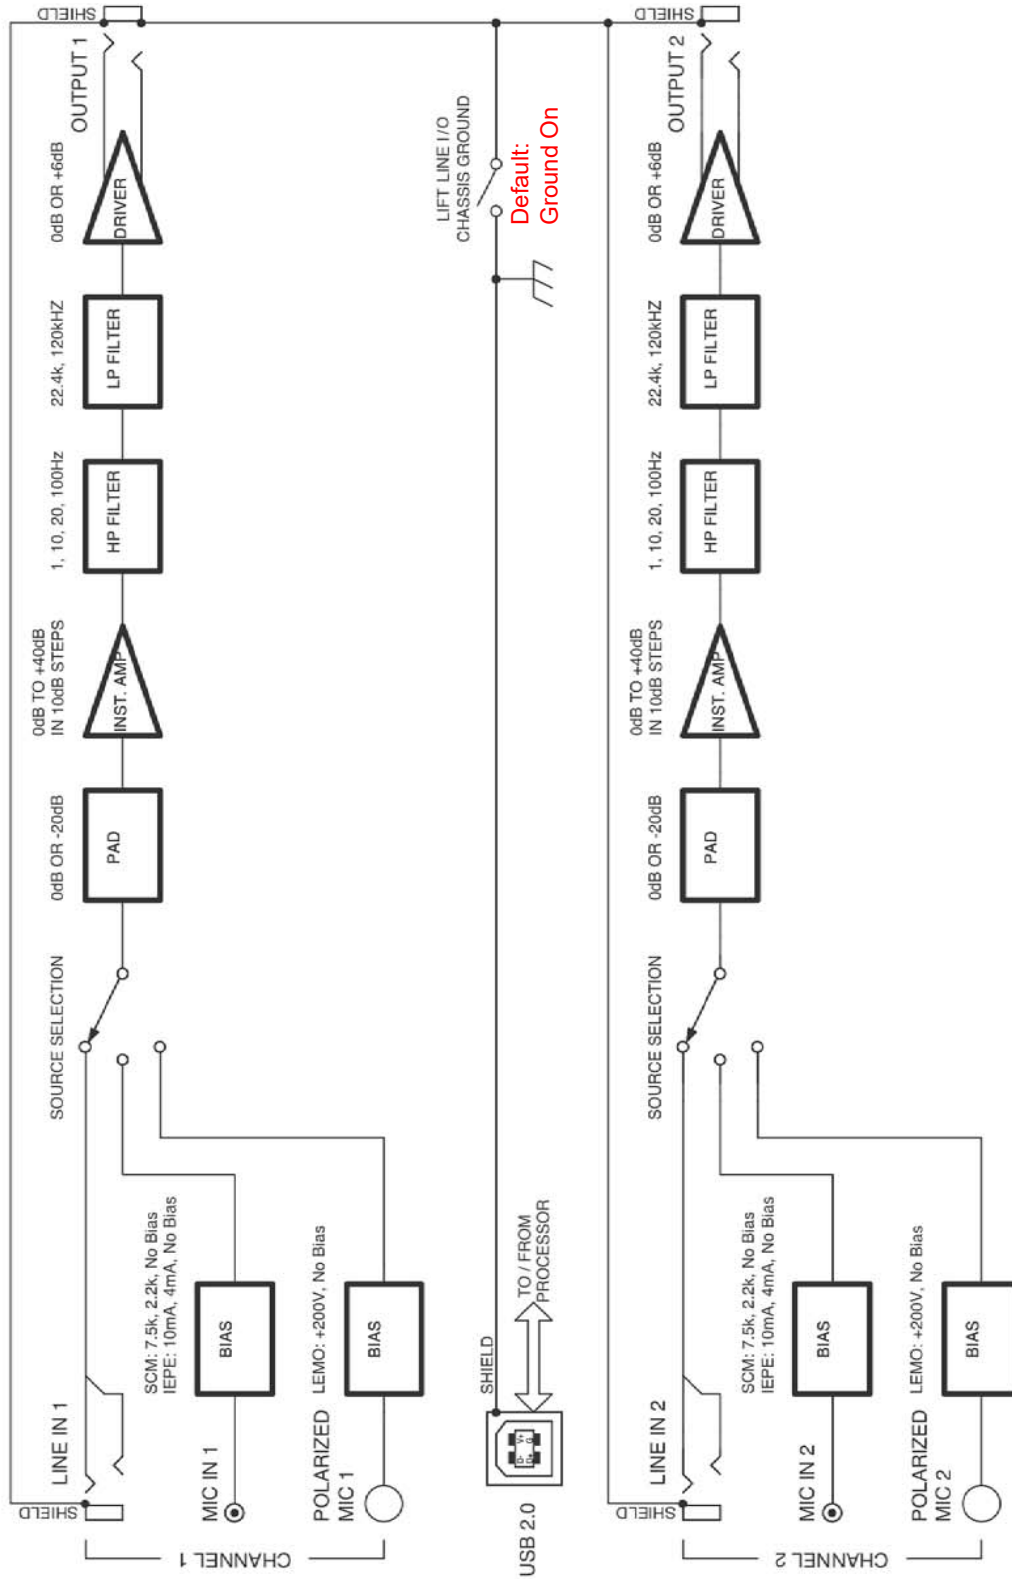 CHANNEL 1
SHIELD
LINE IN 1
MIC IN 1
SCM: 7.5k, 2.2k, No Bias
IEPE: 10mA, 4mA, No Bias
BIAS
POLARIZED
MIC 1
LEMO: +200V, No Bias
BIAS
SOURCE SELECTION
0dB OR -20dB
PAD
0dB TO +40dB
IN 10dB STEPS
INST. AMP
1, 10, 20, 100Hz
HP FILTER
22.4k, 120kHZ
LP FILTER
0dB OR +6dB
DRIVER
OUTPUT 1
SHIELD
USB 2.0
D- V+
D+ G
SHIELD
TO / FROM
PROCESSOR
LIFT LINE I/O
CHASSIS GROUND
Default:
Ground On
CHANNEL 2
SHIELD
LINE IN 2
MIC IN 2
SCM: 7.5k, 2.2k, No Bias
IEPE: 10mA, 4mA, No Bias
BIAS
POLARIZED
MIC 2
LEMO: +200V, No Bias
BIAS
SOURCE SELECTION
0dB OR -20dB
PAD
0dB TO +40dB
IN 10dB STEPS
INST. AMP
1, 10, 20, 100Hz
HP FILTER
22.4k, 120kHZ
LP FILTER
0dB OR +6dB
DRIVER
OUTPUT 2
SHIELD